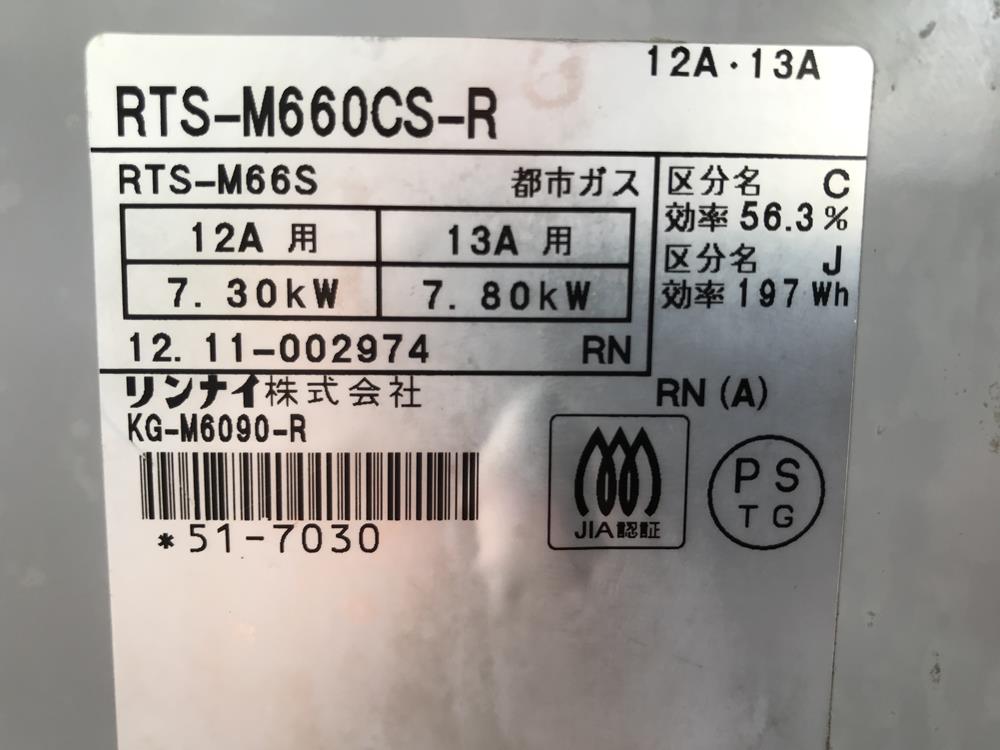 12A・13A
RTS-M660CS-R
RTS-M66S 都市ガス
12A 用 13A 用
7.30kW 7.80kW
12.11-002974 RN
区分名 C
効率 56.3%
区分名 J
効率 197Wh
リンナイ株式会社
RN (A)
KG-M6090-R
*51-7030
JIA認証
PS
TG